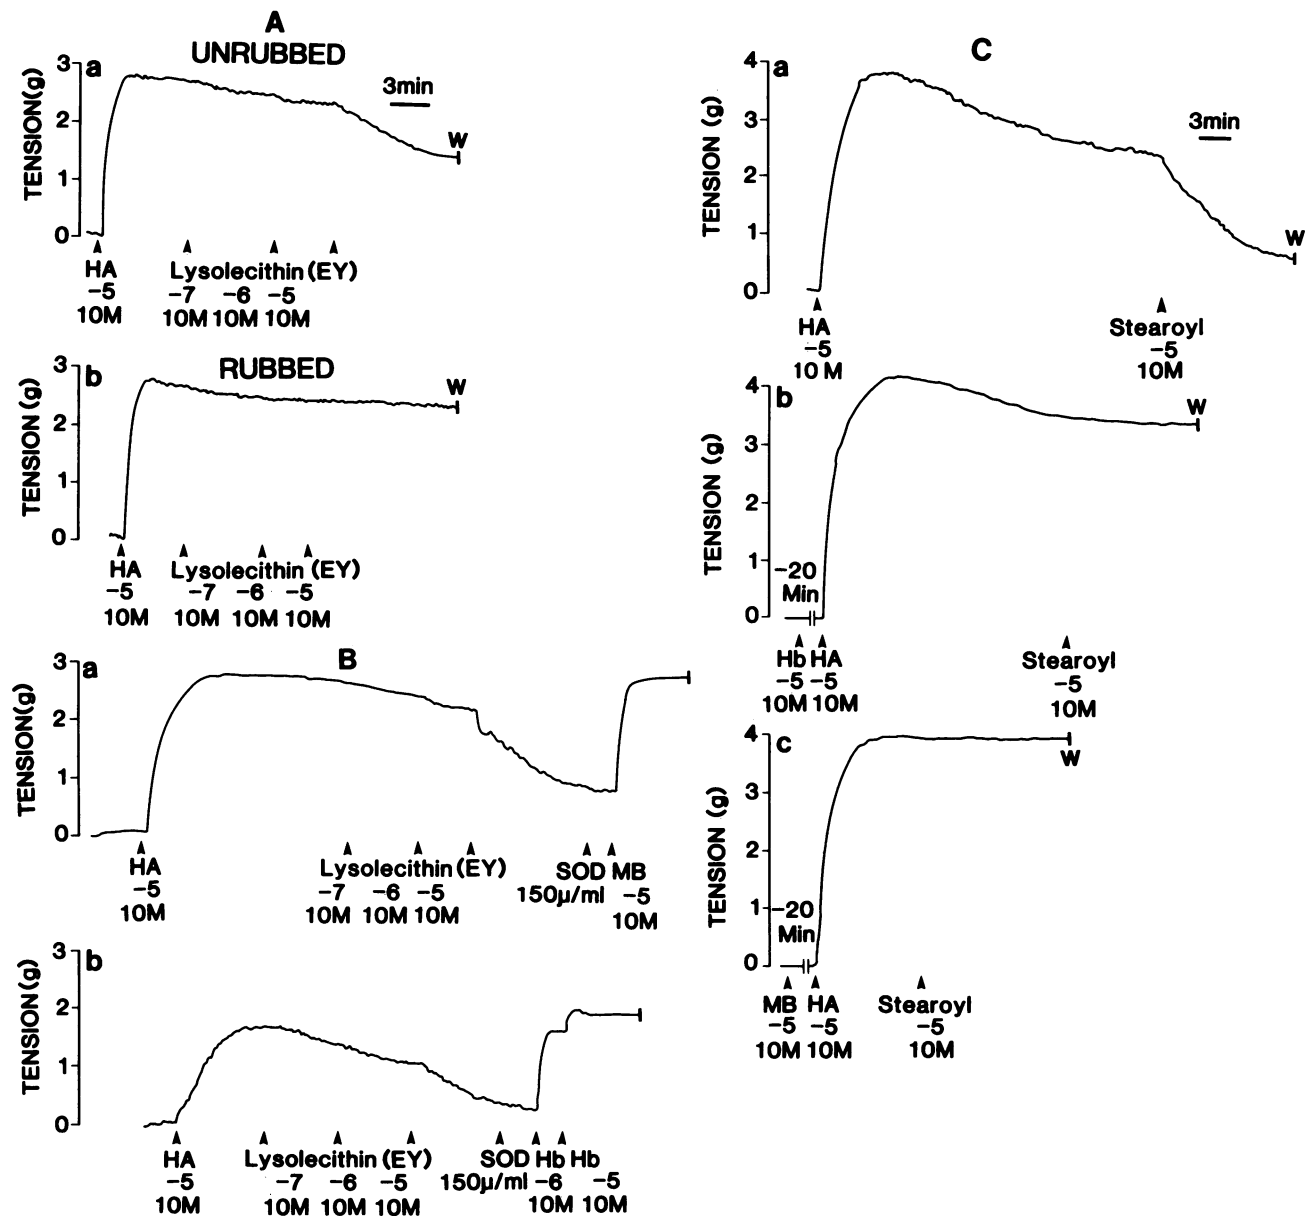 A
UNRUBBED
a
3
2
1
0
TENSION(g)
3min
W
HA
-5
10M
Lysolecithin (EY)
-7 -6 -5
10M 10M 10M
RUBBED
b
3
2
1
0
TENSION (g)
W
HA
-5
10M
Lysolecithin (EY)
-7 -6 -5
10M 10M 10M
B
a
3
2
1
0
TENSION(g)
HA
-5
10M
Lysolecithin (EY)
-7 -6 -5
10M 10M 10M
SOD MB
150µ/ml -5
10M
b
3
2
1
0
TENSION (g)
HA
-5
10M
Lysolecithin (EY)
-7 -6 -5
10M 10M 10M
SOD Hb Hb
150µ/ml -6 -5
10M 10M
C
a
4
3
2
1
0
TENSION (g)
3min
W
HA
-5
10 M
Stearoyl
-5
10M
b
4
3
2
1
0
TENSION (g)
-20
Min
W
Hb HA
-5 -5
10M 10M
Stearoyl
-5
10M
c
4
3
2
1
0
TENSION (g)
-20
Min
W
MB HA
-5 -5
10M 10M
Stearoyl
-5
10M